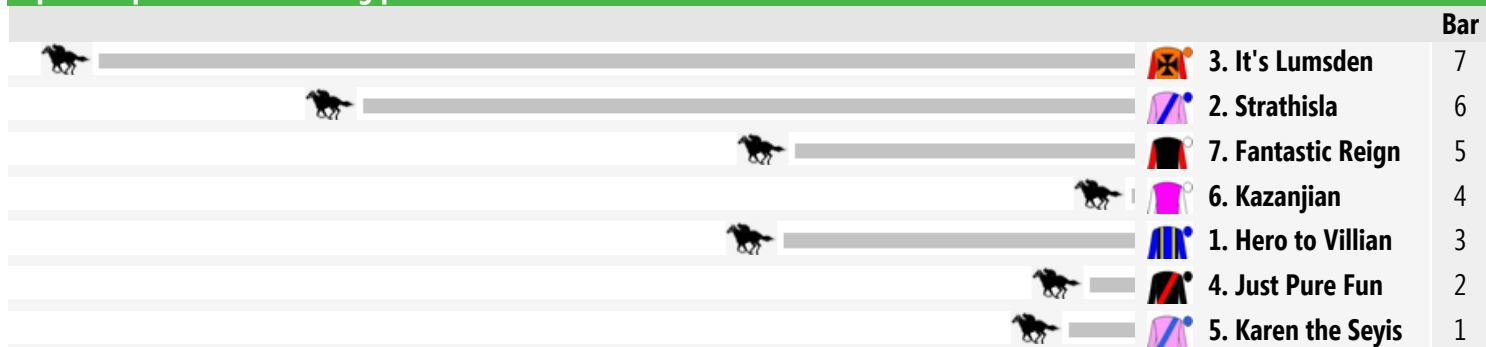 Bar
3. It's Lumsden 7
2. Strathisla 6
7. Fantastic Reign 5
6. Kazanjian 4
1. Hero to Villian 3
4. Just Pure Fun 2
5. Karen the Seyis 1